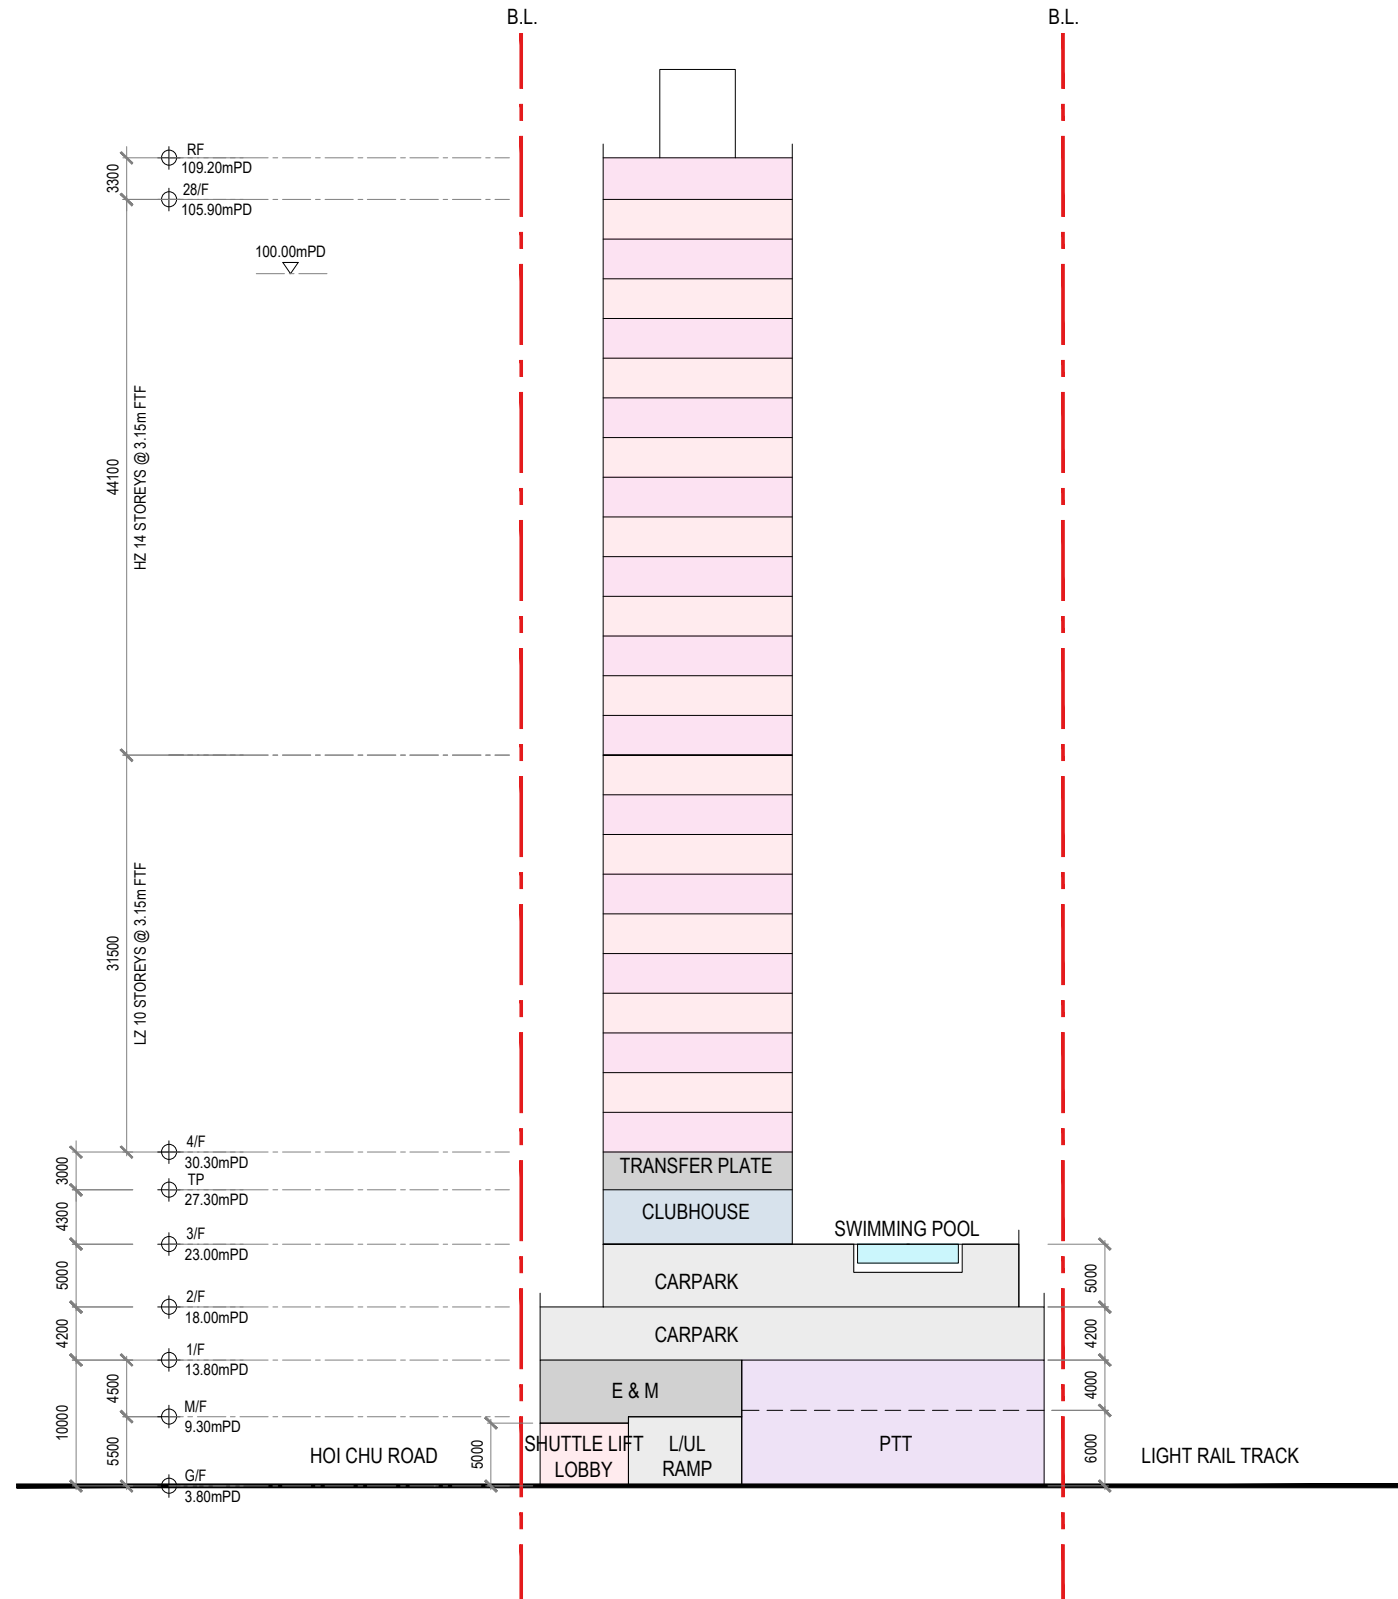 B.L.
B.L.
RF
109.20mPD
3300
28/F
105.90mPD
100.00mPD
44100
HZ 14 STOREYS @ 3.15m FTF
31500
LZ 10 STOREYS @ 3.15m FTF
4/F
30.30mPD
3000
TRANSFER PLATE
TP
27.30mPD
4300
CLUBHOUSE
SWIMMING POOL
3/F
23.00mPD
5000
CARPARK
5000
2/F
18.00mPD
4200
CARPARK
4200
1/F
13.80mPD
4500
E & M
4000
M/F
9.30mPD
10000
5500
HOI CHU ROAD
5000
SHUTTLE LIFT
LOBBY
L/UL
RAMP
PTT
6000
LIGHT RAIL TRACK
G/F
3.80mPD